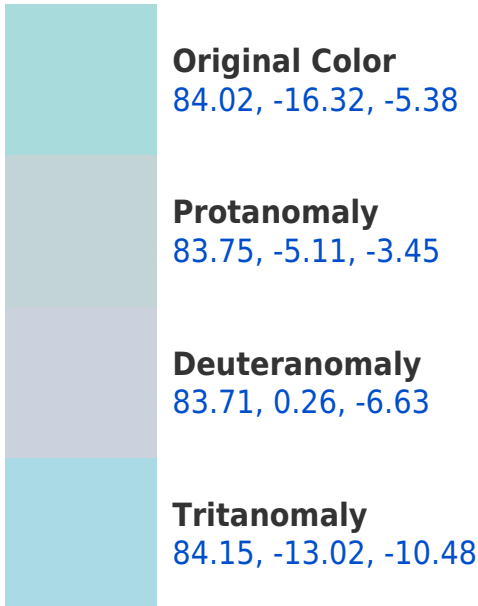 Original Color
84.02, -16.32, -5.38
Protanomaly
83.75, -5.11, -3.45
Deuteranomaly
83.71, 0.26, -6.63
Tritanomaly
84.15, -13.02, -10.48